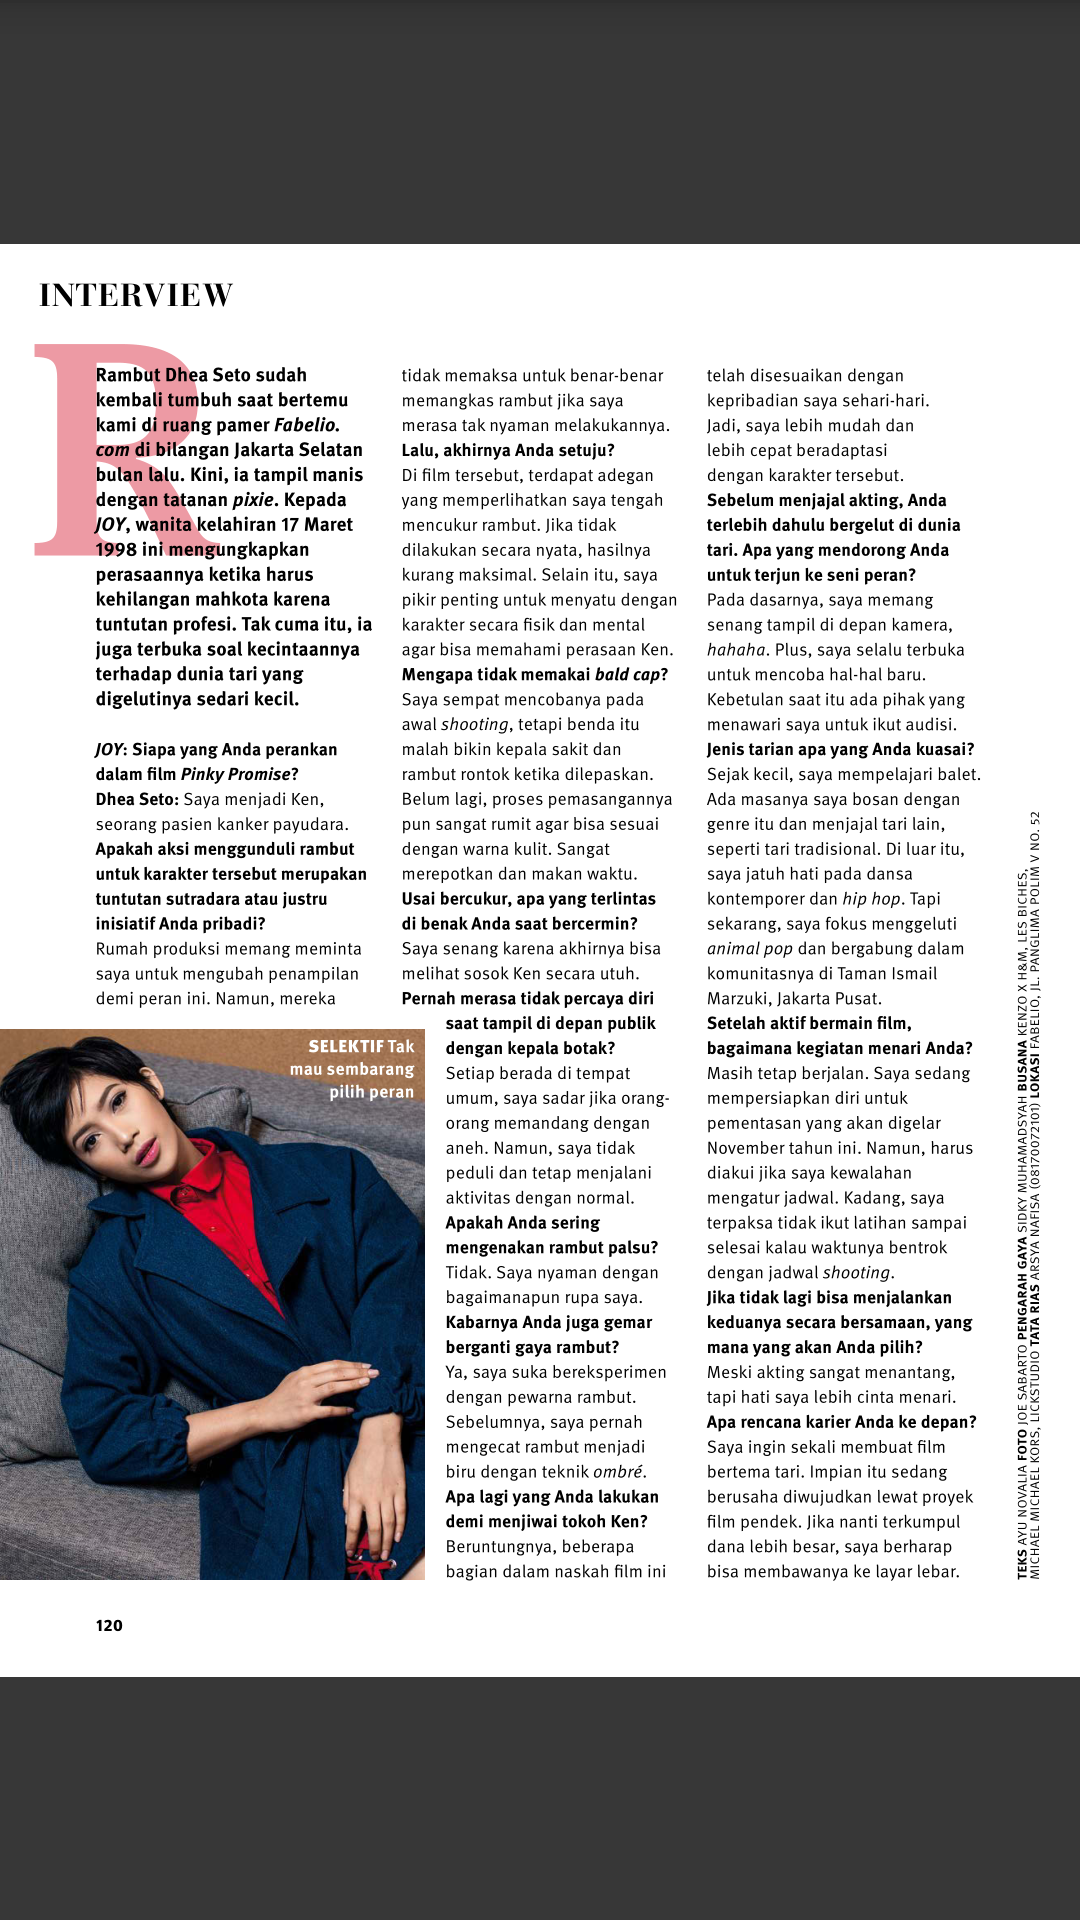 INTERVIEW
R
Rambut Dhea Seto sudah
kembali tumbuh saat bertemu
kami di ruang pamer Fabelio.
com di bilangan Jakarta Selatan
bulan lalu. Kini, ia tampil manis
dengan tatanan pixie. Kepada
JOY, wanita kelahiran 17 Maret
1998 ini mengungkapkan
perasaannya ketika harus
kehilangan mahkota karena
tuntutan profesi. Tak cuma itu, ia
juga terbuka soal kecintaannya
terhadap dunia tari yang
digelutinya sedari kecil.
JOY: Siapa yang Anda perankan
dalam film Pinky Promise?
Dhea Seto: Saya menjadi Ken,
seorang pasien kanker payudara.
Apakah aksi menggunduli rambut
untuk karakter tersebut merupakan
tuntutan sutradara atau justru
inisiatif Anda pribadi?
Rumah produksi memang meminta
saya untuk mengubah penampilan
demi peran ini. Namun, mereka
tidak memaksa untuk benar-benar
memangkas rambut jika saya
merasa tak nyaman melakukannya.
Lalu, akhirnya Anda setuju?
Di film tersebut, terdapat adegan
yang memperlihatkan saya tengah
mencukur rambut. Jika tidak
dilakukan secara nyata, hasilnya
kurang maksimal. Selain itu, saya
pikir penting untuk menyatu dengan
karakter secara fisik dan mental
agar bisa memahami perasaan Ken.
Mengapa tidak memakai bald cap?
Saya sempat mencobanya pada
awal shooting, tetapi benda itu
malah bikin kepala sakit dan
rambut rontok ketika dilepaskan.
Belum lagi, proses pemasangannya
pun sangat rumit agar bisa sesuai
dengan warna kulit. Sangat
merepotkan dan makan waktu.
Usai bercukur, apa yang terlintas
di benak Anda saat bercermin?
Saya senang karena akhirnya bisa
melihat sosok Ken secara utuh.
Pernah merasa tidak percaya diri
saat tampil di depan publik
dengan kepala botak?
Setiap berada di tempat
umum, saya sadar jika orang-
orang memandang dengan
aneh. Namun, saya tidak
peduli dan tetap menjalani
aktivitas dengan normal.
Apakah Anda sering
mengenakan rambut palsu?
Tidak. Saya nyaman dengan
bagaimanapun rupa saya.
Kabarnya Anda juga gemar
berganti gaya rambut?
Ya, saya suka bereksperimen
dengan pewarna rambut.
Sebelumnya, saya pernah
mengecat rambut menjadi
biru dengan teknik ombré.
Apa lagi yang Anda lakukan
demi menjiwai tokoh Ken?
Beruntungnya, beberapa
bagian dalam naskah film ini
telah disesuaikan dengan
kepribadian saya sehari-hari.
Jadi, saya lebih mudah dan
lebih cepat beradaptasi
dengan karakter tersebut.
Sebelum menjajal akting, Anda
terlebih dahulu bergelut di dunia
tari. Apa yang mendorong Anda
untuk terjun ke seni peran?
Pada dasarnya, saya memang
senang tampil di depan kamera,
hahaha. Plus, saya selalu terbuka
untuk mencoba hal-hal baru.
Kebetulan saat itu ada pihak yang
menawari saya untuk ikut audisi.
Jenis tarian apa yang Anda kuasai?
Sejak kecil, saya mempelajari balet.
Ada masanya saya bosan dengan
genre itu dan menjajal tari lain,
seperti tari tradisional. Di luar itu,
saya jatuh hati pada dansa
kontemporer dan hip hop. Tapi
sekarang, saya fokus menggeluti
animal pop dan bergabung dalam
komunitasnya di Taman Ismail
Marzuki, Jakarta Pusat.
Setelah aktif bermain film,
bagaimana kegiatan menari Anda?
Masih tetap berjalan. Saya sedang
mempersiapkan diri untuk
pementasan yang akan digelar
November tahun ini. Namun, harus
diakui jika saya kewalahan
mengatur jadwal. Kadang, saya
terpaksa tidak ikut latihan sampai
selesai kalau waktunya bentrok
dengan jadwal shooting.
Jika tidak lagi bisa menjalankan
keduanya secara bersamaan, yang
mana yang akan Anda pilih?
Meski akting sangat menantang,
tapi hati saya lebih cinta menari.
Apa rencana karier Anda ke depan?
Saya ingin sekali membuat film
bertema tari. Impian itu sedang
berusaha diwujudkan lewat proyek
film pendek. Jika nanti terkumpul
dana lebih besar, saya berharap
bisa membawanya ke layar lebar.
SELEKTIF Tak
mau sembarang
pilih peran
TEKS AYU NOVALIA FOTO JOE SABARTO PENGARAH GAYA SIDKY MUHAMADSYAH BUSANA KENZO X H&M, LES BICHES,
MICHAEL MICHAEL KORS, LICKSTUDIO TATA RIAS ARSYA NAFISA (08170072101) LOKASI FABELIO, JL. PANGLIMA POLIM V NO. 52
120